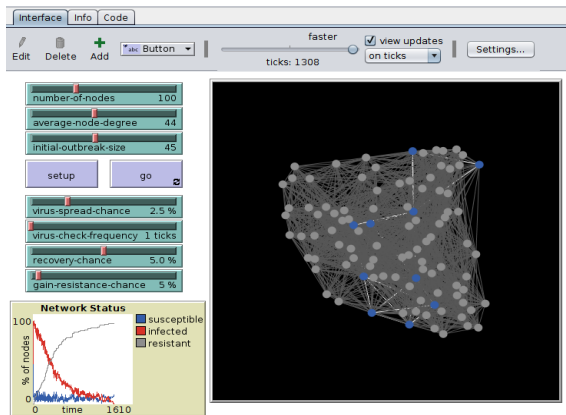 Interface Info Code
Edit Delete Add abc Button faster view updates
ticks: 1308 on ticks Settings...
number-of-nodes 100
average-node-degree 44
initial-outbreak-size 45
setup go
virus-spread-chance 2.5 %
virus-check-frequency 1 ticks
recovery-chance 5.0 %
gain-resistance-chance 5 %
Network Status
100
% of nodes
0
0 time 1610
susceptible
infected
resistant